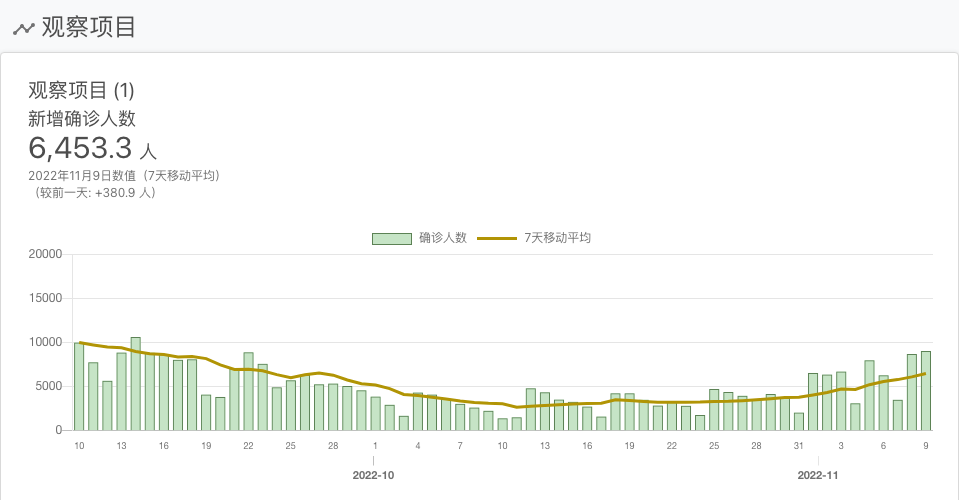 观察项目
观察项目 (1)
新增确诊人数
6,453.3 人
2022年11月9日数值（7天移动平均）
（较前一天: +380.9 人）
确诊人数 7天移动平均
20000
15000
10000
5000
0
10 13 16 19 22 25 28 1 4 7 10 13 16 19 22 25 28 31 3 6 9
2022-10 2022-11